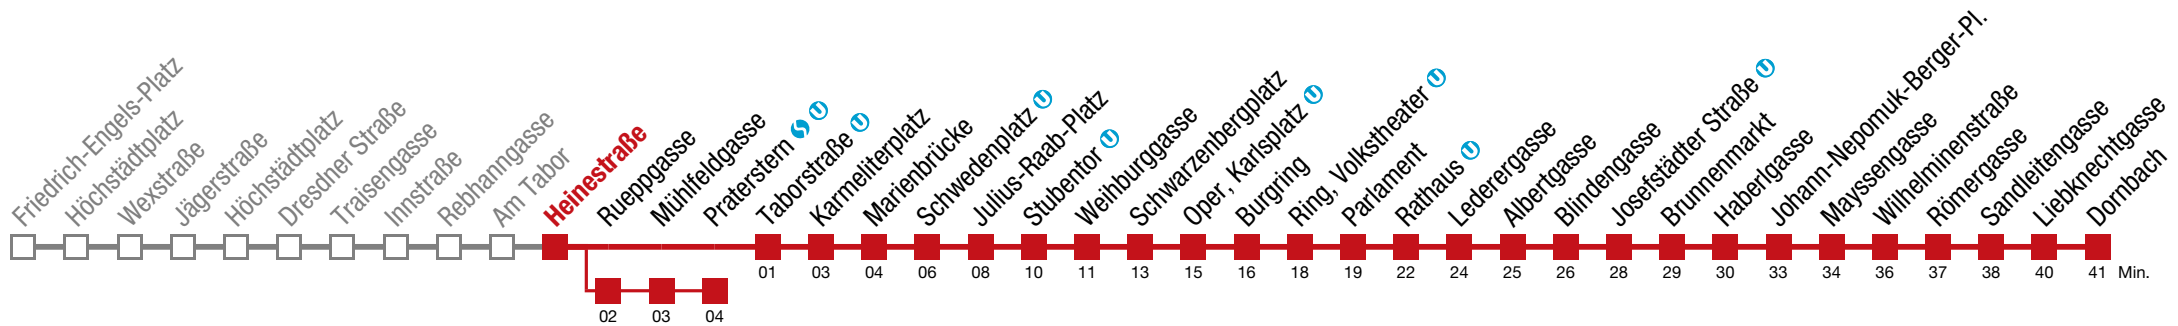 Friedrich-Engels-Platz
Höchstädtplatz
Wexstraße
Jägerstraße
Höchstädtplatz
Dresdner Straße
Traisengasse
Innstraße
Rebhanngasse
Am Tabor
Heinestraße
Rueppgasse
Mühlfeldgasse
Praterstern S U
Taborstraße U
Karmeliterplatz
Marienbrücke
Schwedenplatz U
Julius-Raab-Platz
Stubentor U
Weihburggasse
Schwarzenbergplatz
Oper, Karlsplatz U
Burgring
Ring, Volkstheater U
Parlament
Rathaus U
Lederergasse
Albertgasse
Blindengasse
Josefstädter Straße U
Brunnenmarkt
Haberlgasse
Johann-Nepomuk-Berger-Pl.
Mayssengasse
Wilhelminenstraße
Römergasse
Sandleitengasse
Liebknechtgasse
Dornbach
01 03 04 06 08 10 11 13 15 16 18 19 22 24 25 26 28 29 30 33 34 36 37 38 40 41 Min.
02 03 04